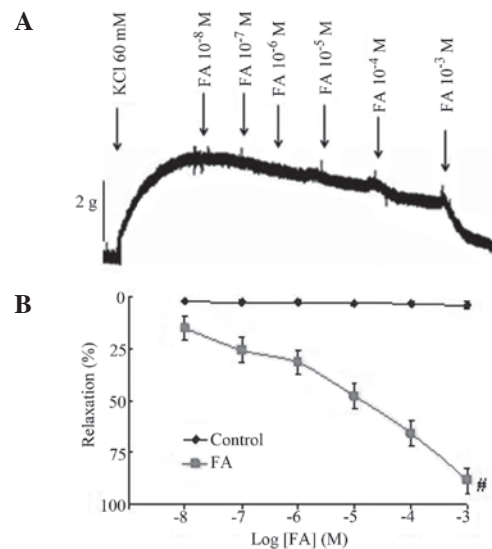 A
KCl 60 mM
FA 10⁻⁸ M
FA 10⁻⁷ M
FA 10⁻⁶ M
FA 10⁻⁵ M
FA 10⁻⁴ M
FA 10⁻³ M
2 g
B
0
25
50
75
100
Relaxation (%)
Control
FA
#
-8
-7
-6
-5
-4
-3
Log [FA] (M)